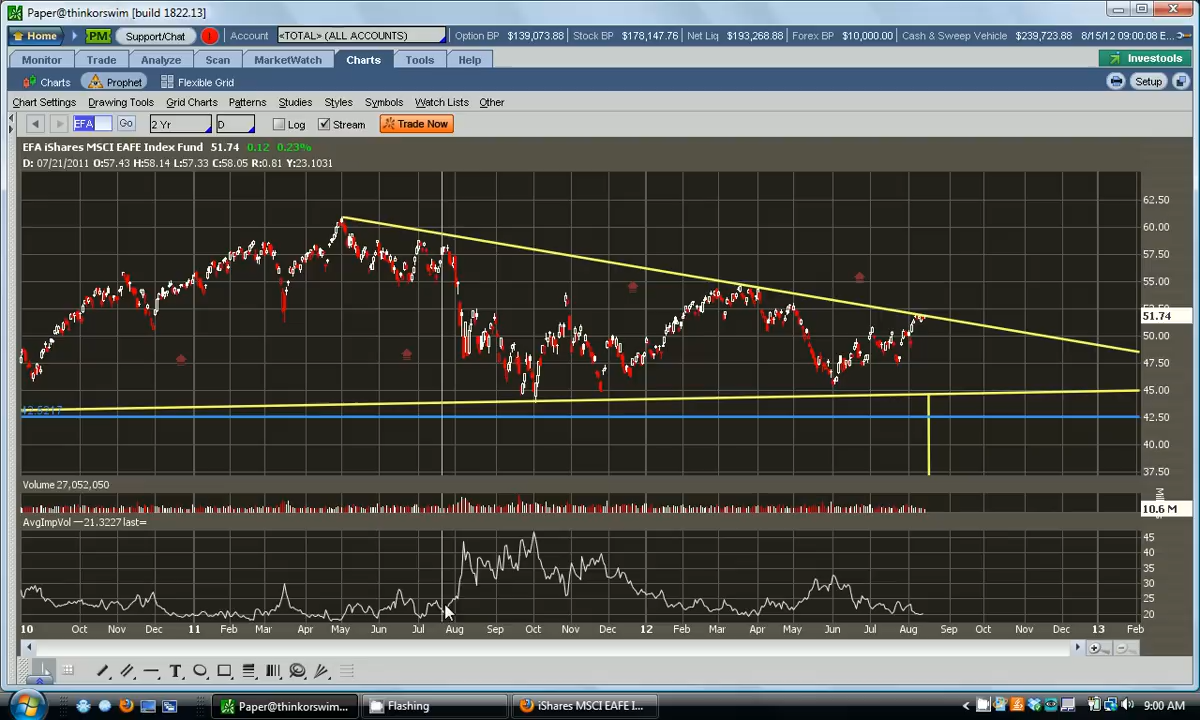 Paper@thinkorswim [build 1822.13]
Home PM Support/Chat Account <TOTAL> (ALL ACCOUNTS) Option BP $139,073.88 Stock BP $178,147.76 Net Liq $193,268.88 Forex BP $10,000.00 Cash & Sweep Vehicle $239,723.88 8/15/12 9:00:08 E...
Monitor Trade Analyze Scan MarketWatch Charts Tools Help Investools
Charts Prophet Flexible Grid Setup
Chart Settings Drawing Tools Grid Charts Patterns Studies Styles Symbols Watch Lists Other
EFA Go 2 Yr D Log Stream Trade Now
EFA iShares MSCI EAFE Index Fund 51.74 0.12 0.23%
D: 07/21/2011 O:57.43 H:58.14 L:57.33 C:58.05 R:0.81 Y:23.1031
62.50
60.00
57.50
55.00
51.74
50.00
47.50
45.00
42.50
40.00
37.50
Volume 27,052,050
10.6 M
AvgImpVol —21.3227 last=
45
40
35
30
25
20
10 Oct Nov Dec 11 Feb Mar Apr May Jun Jul Aug Sep Oct Nov Dec 12 Feb Mar Apr May Jun Jul Aug Sep Oct Nov Dec 13 Feb
T
Paper@thinkorswim... Flashing iShares MSCI EAFE I... 9:00 AM